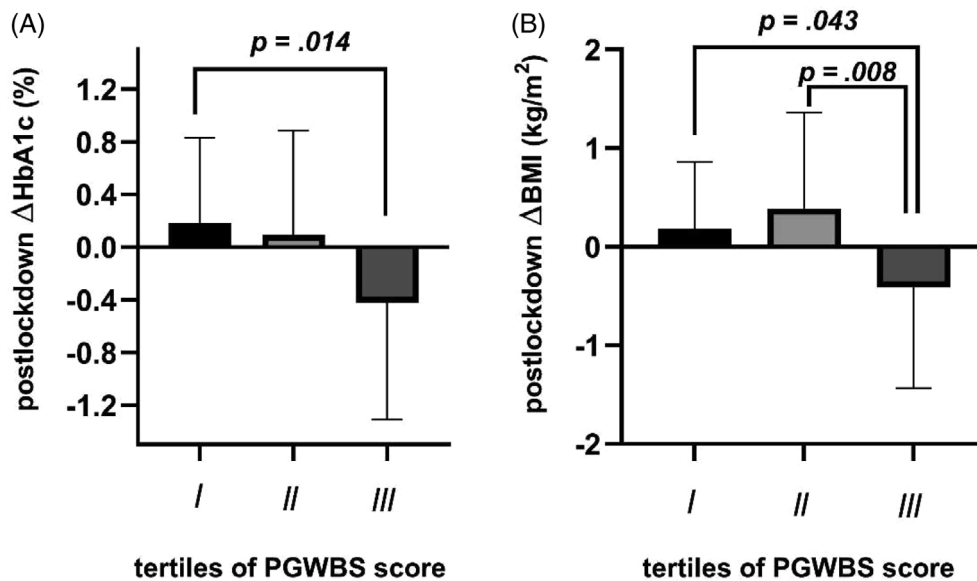 (A)
p = .014
postlockdown ΔHbA1c (%)
1.2
0.8
0.4
0.0
-0.4
-0.8
-1.2
I
II
III
tertiles of PGWBS score
(B)
p = .043
p = .008
postlockdown ΔBMI (kg/m²)
2
1
0
-1
-2
I
II
III
tertiles of PGWBS score